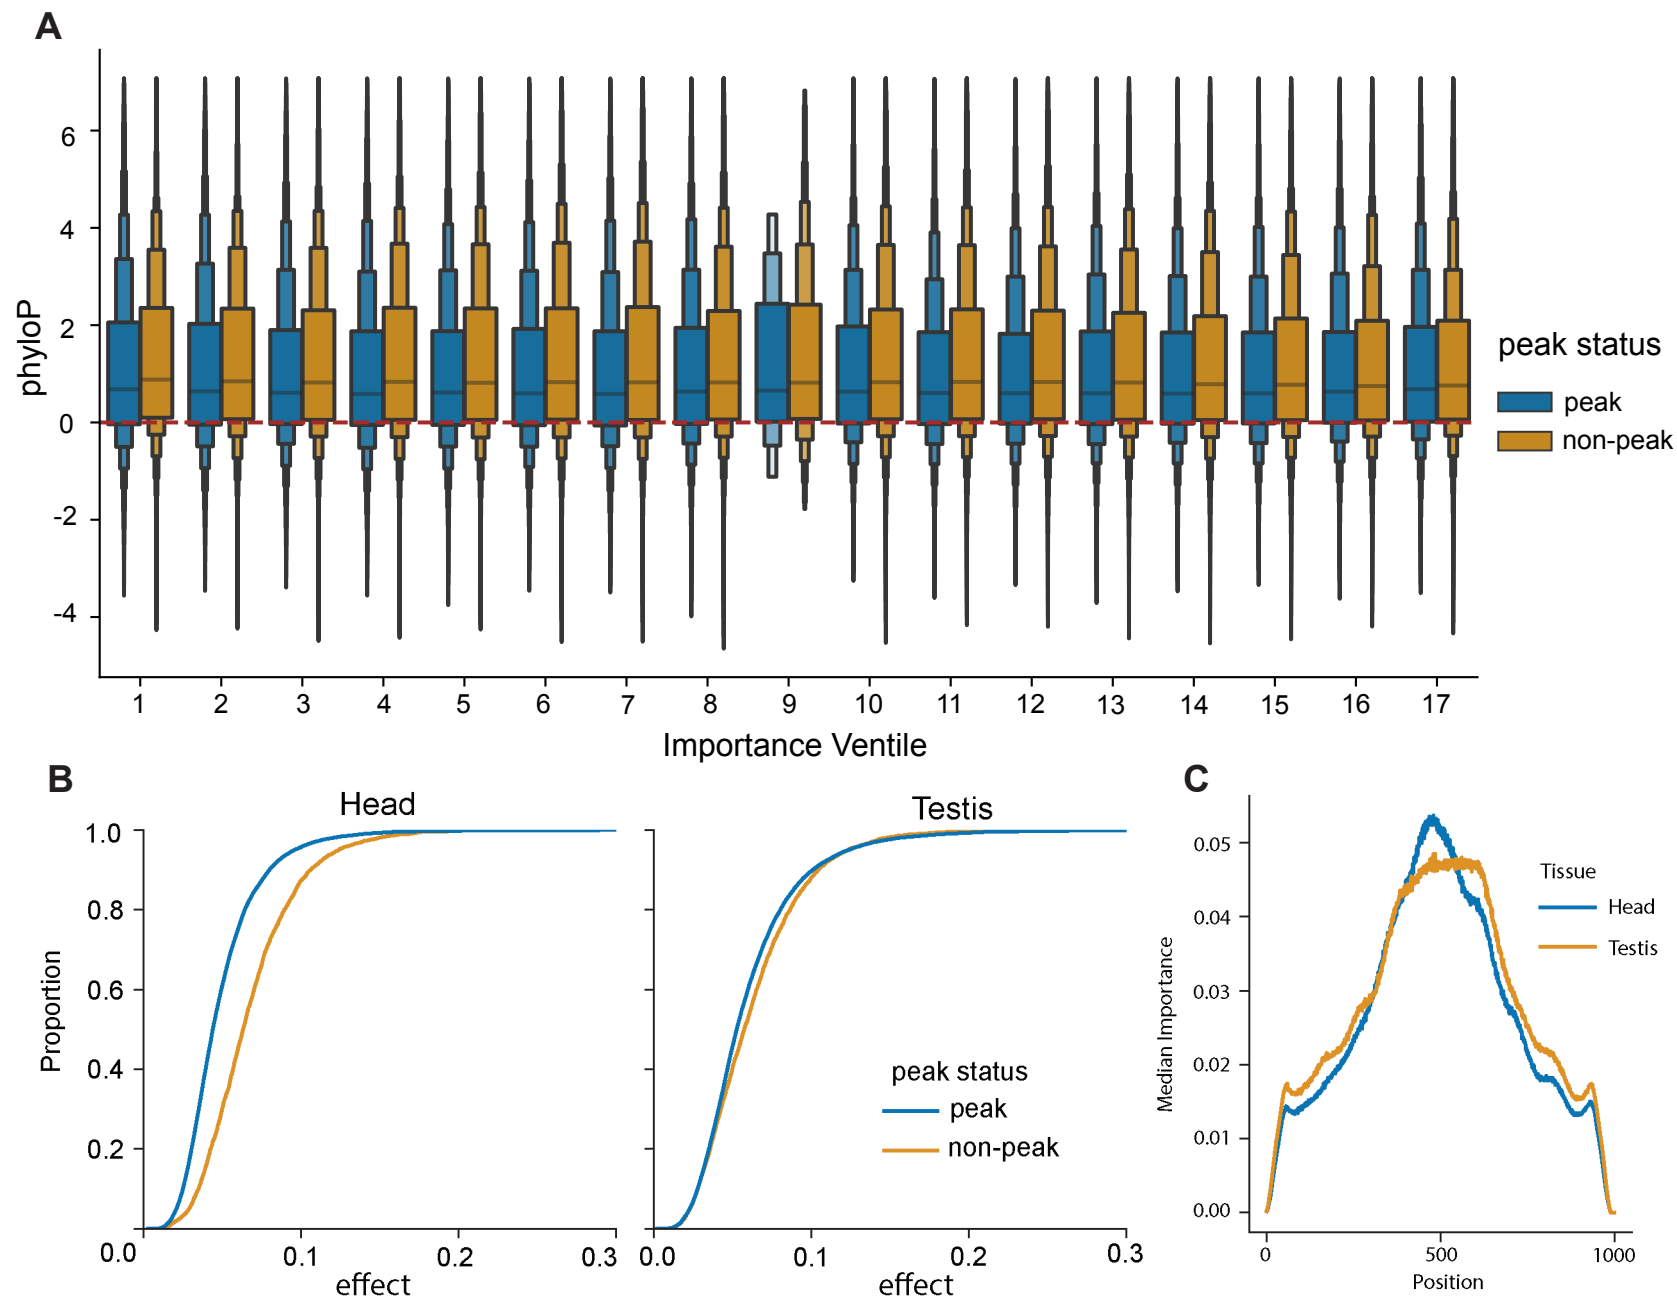 A
6
4
2
0
-2
-4
phyloP
1 2 3 4 5 6 7 8 9 10 11 12 13 14 15 16 17
Importance Ventile
peak status
peak
non-peak
B
Head
1.0
0.8
0.6
0.4
0.2
Proportion
0.0 0.1 0.2 0.3
effect
Testis
peak status
peak
non-peak
0.0 0.1 0.2 0.3
effect
C
0.05
0.04
0.03
0.02
0.01
0.00
Median Importance
Tissue
Head
Testis
0 500 1000
Position